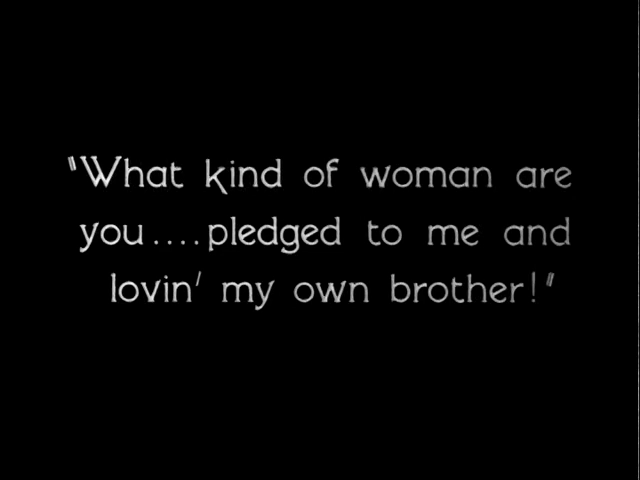 "What kind of woman are
you....pledged to me and
lovin' my own brother!"